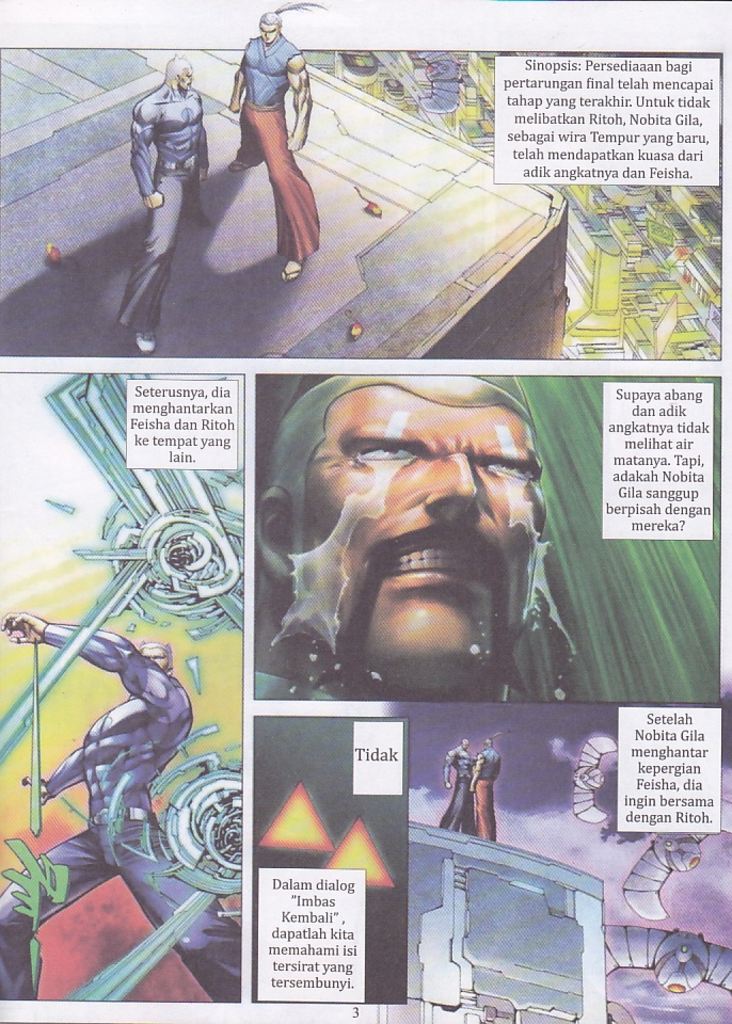 Sinopsis: Persediaaan bagi
pertarungan final telah mencapai
tahap yang terakhir. Untuk tidak
melibatkan Ritoh, Nobita Gila,
sebagai wira Tempur yang baru,
telah mendapatkan kuasa dari
adik angkatnya dan Feisha.
Seterusnya, dia
menghantarkan
Feisha dan Ritoh
ke tempat yang
lain.
Supaya abang
dan adik
angkatnya tidak
melihat air
matanya. Tapi,
adakah Nobita
Gila sanggup
berpisah dengan
mereka?
Tidak
Setelah
Nobita Gila
menghantar
kepergian
Feisha, dia
ingin bersama
dengan Ritoh.
Dalam dialog
"Imbas
Kembali" ,
dapatlah kita
memahami isi
tersirat yang
tersembunyi.
3